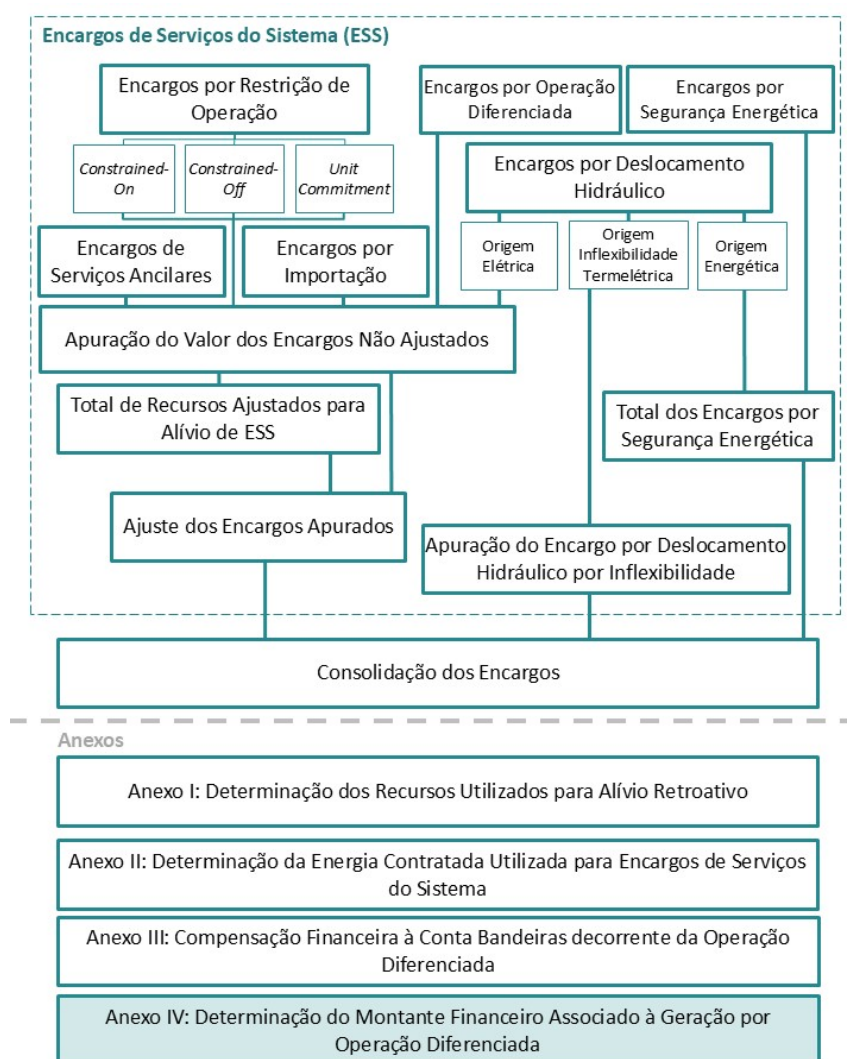 Encargos de Serviços do Sistema (ESS)
Encargos por Restrição de
Operação
Constrained-
On
Constrained-
Off
Unit
Commitment
Encargos por Operação
Diferenciada
Encargos por
Segurança Energética
Encargos por Deslocamento
Hidráulico
Origem
Elétrica
Origem
Inflexibilidade
Termelétrica
Origem
Energética
Encargos de
Serviços Ancilares
Encargos por
Importação
Apuração do Valor dos Encargos Não Ajustados
Total de Recursos Ajustados para
Alívio de ESS
Total dos Encargos por
Segurança Energética
Ajuste dos Encargos Apurados
Apuração do Encargo por Deslocamento
Hidráulico por Inflexibilidade
Consolidação dos Encargos
Anexos
Anexo I: Determinação dos Recursos Utilizados para Alívio Retroativo
Anexo II: Determinação da Energia Contratada Utilizada para Encargos de Serviços
do Sistema
Anexo III: Compensação Financeira à Conta Bandeiras decorrente da Operação
Diferenciada
Anexo IV: Determinação do Montante Financeiro Associado à Geração por
Operação Diferenciada